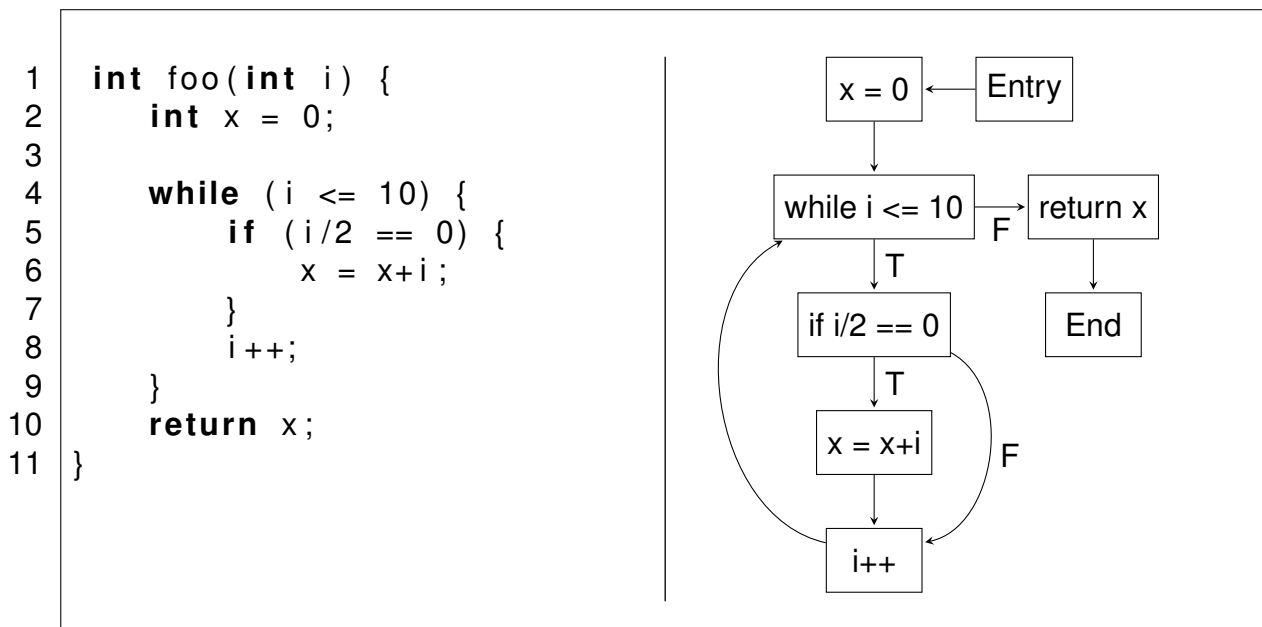 1 int foo(int i) {
2 int x = 0;
3
4 while (i <= 10) {
5 if (i/2 == 0) {
6 x = x+i;
7 }
8 i++;
9 }
10 return x;
11 }
x = 0
Entry
while i <= 10
F
return x
T
if i/2 == 0
End
T
x = x+i
F
i++